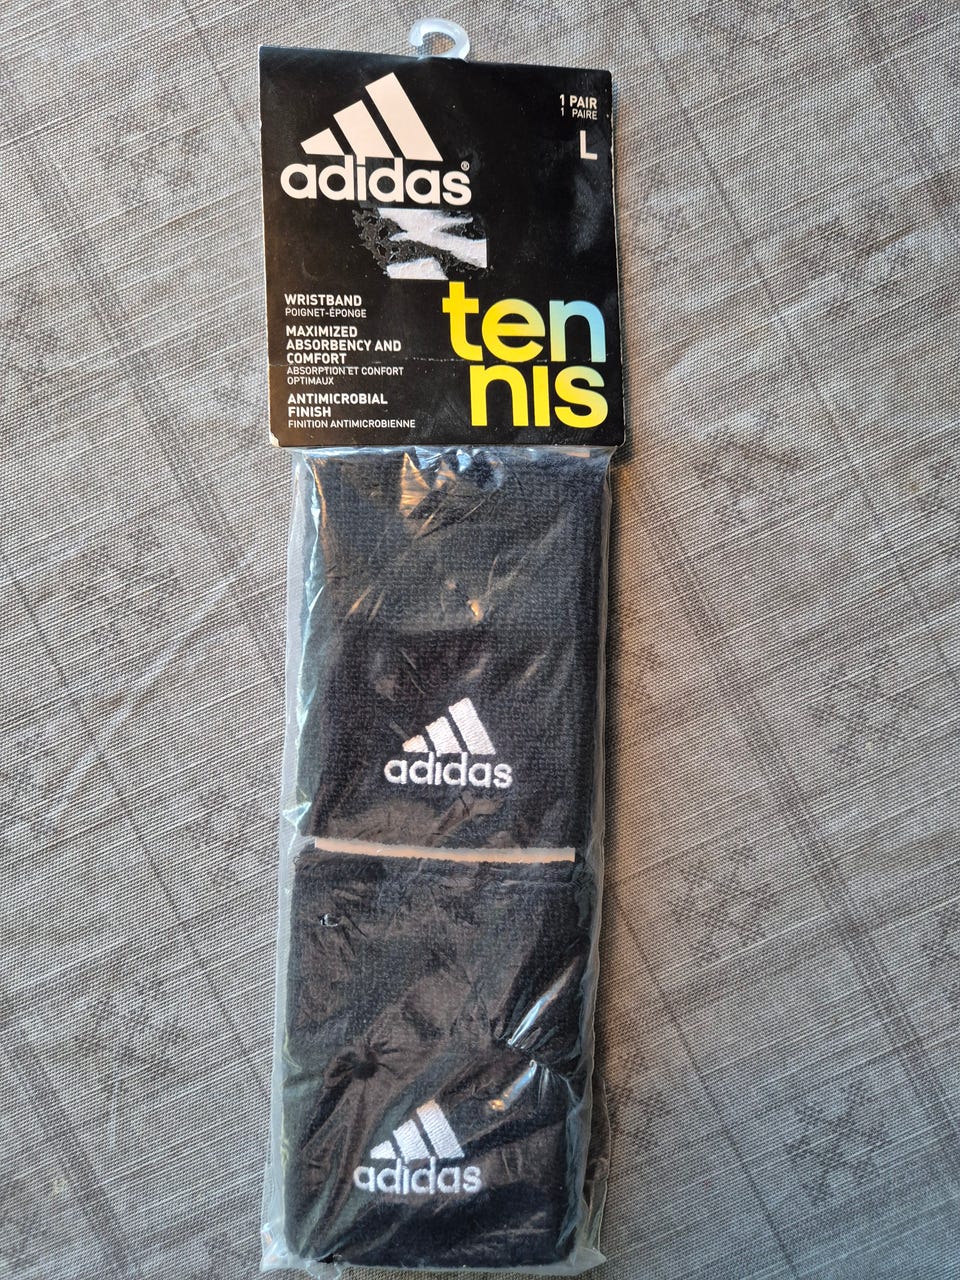 adidas®
1 PAIR
1 PAIRE
L
WRISTBAND
POIGNET-ÉPONGE
MAXIMIZED
ABSORBENCY AND
COMFORT
ABSORPTION ET CONFORT
OPTIMAUX
ANTIMICROBIAL
FINISH
FINITION ANTIMICROBIENNE
ten
nis
adidas
adidas